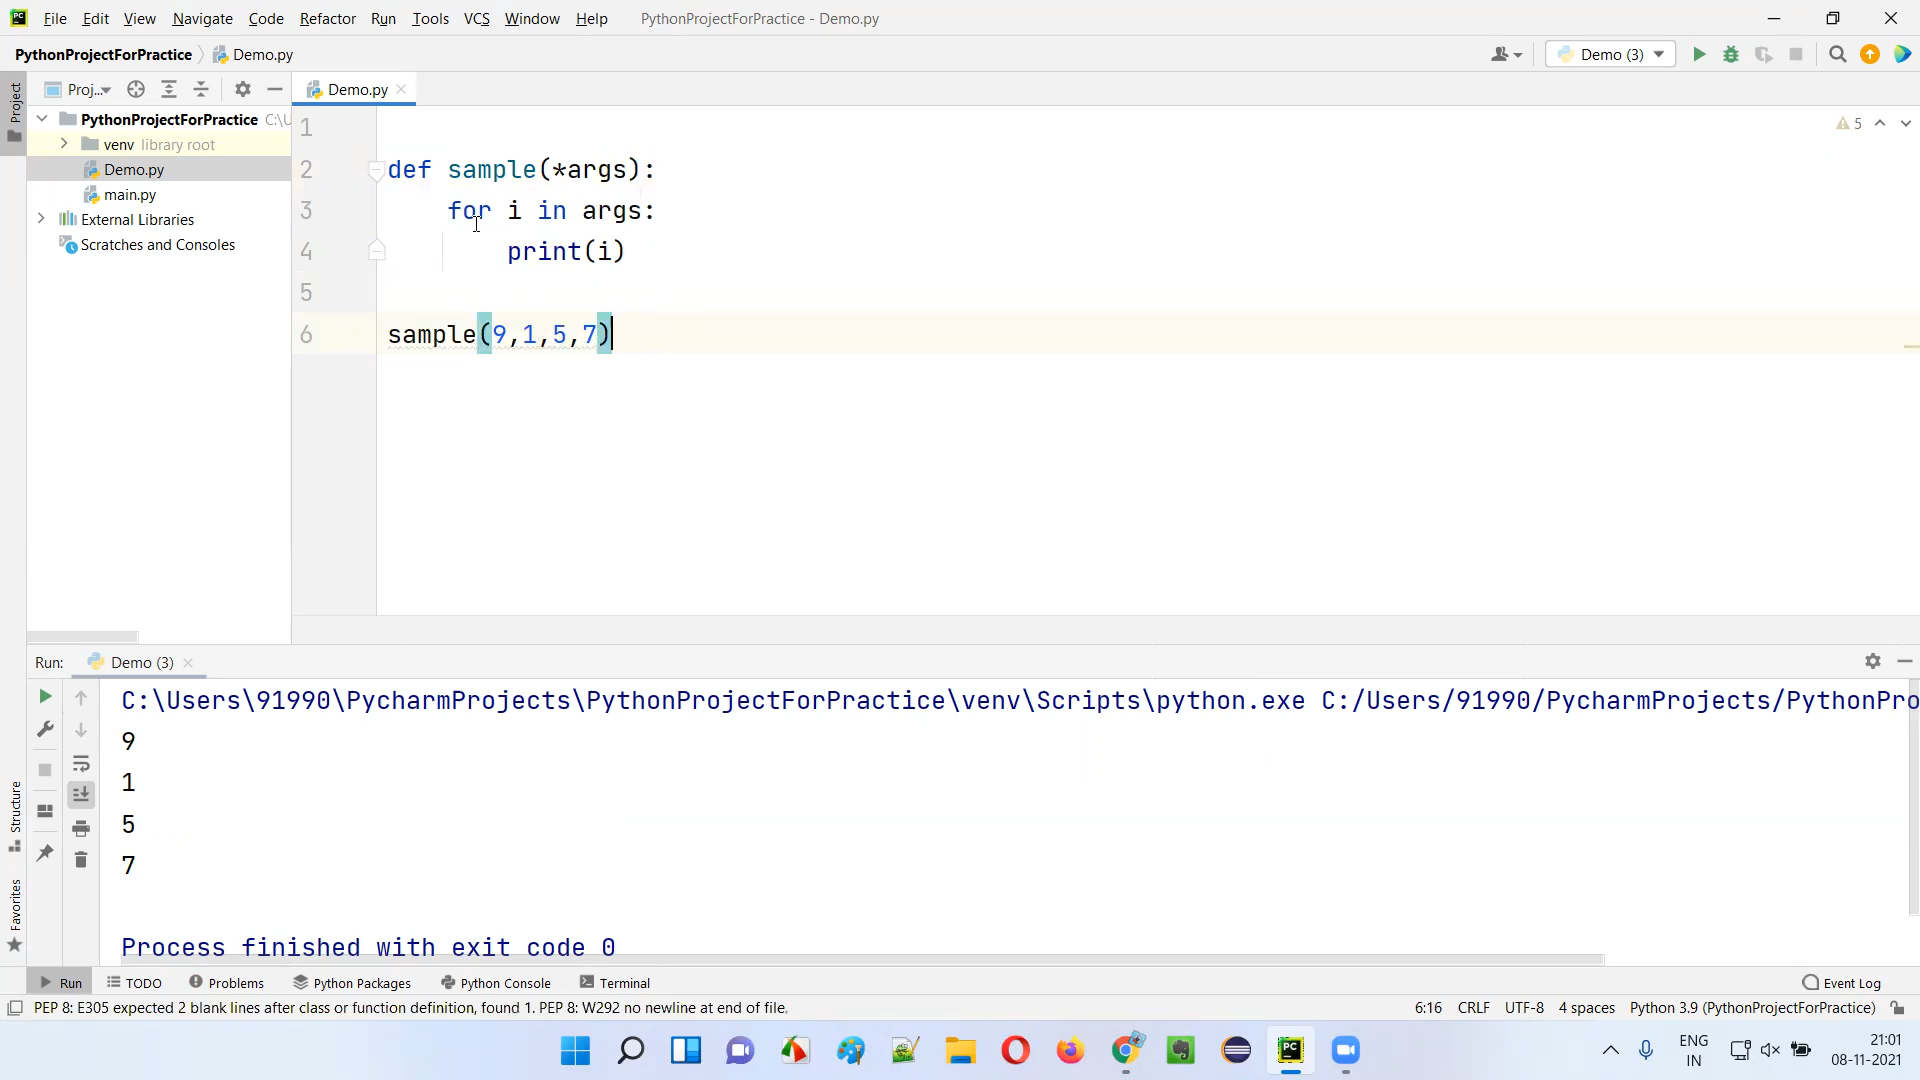 File Edit View Navigate Code Refactor Run Tools VCS Window Help PythonProjectForPractice - Demo.py
PythonProjectForPractice Demo.py
Demo (3)
Project
Proj...
Demo.py
PythonProjectForPractice C:\U
venv library root
Demo.py
main.py
External Libraries
Scratches and Consoles
5
1
2 def sample(*args):
3 for i in args:
4 print(i)
5
6 sample(9,1,5,7)
Run: Demo (3)
C:\Users\91990\PycharmProjects\PythonProjectForPractice\venv\Scripts\python.exe C:/Users/91990/PycharmProjects/PythonPro
9
1
5
7
Process finished with exit code 0
Structure
Favorites
Run TODO Problems Python Packages Python Console Terminal Event Log
PEP 8: E305 expected 2 blank lines after class or function definition, found 1. PEP 8: W292 no newline at end of file.
6:16 CRLF UTF-8 4 spaces Python 3.9 (PythonProjectForPractice)
PC
ENG
IN
21:01
08-11-2021